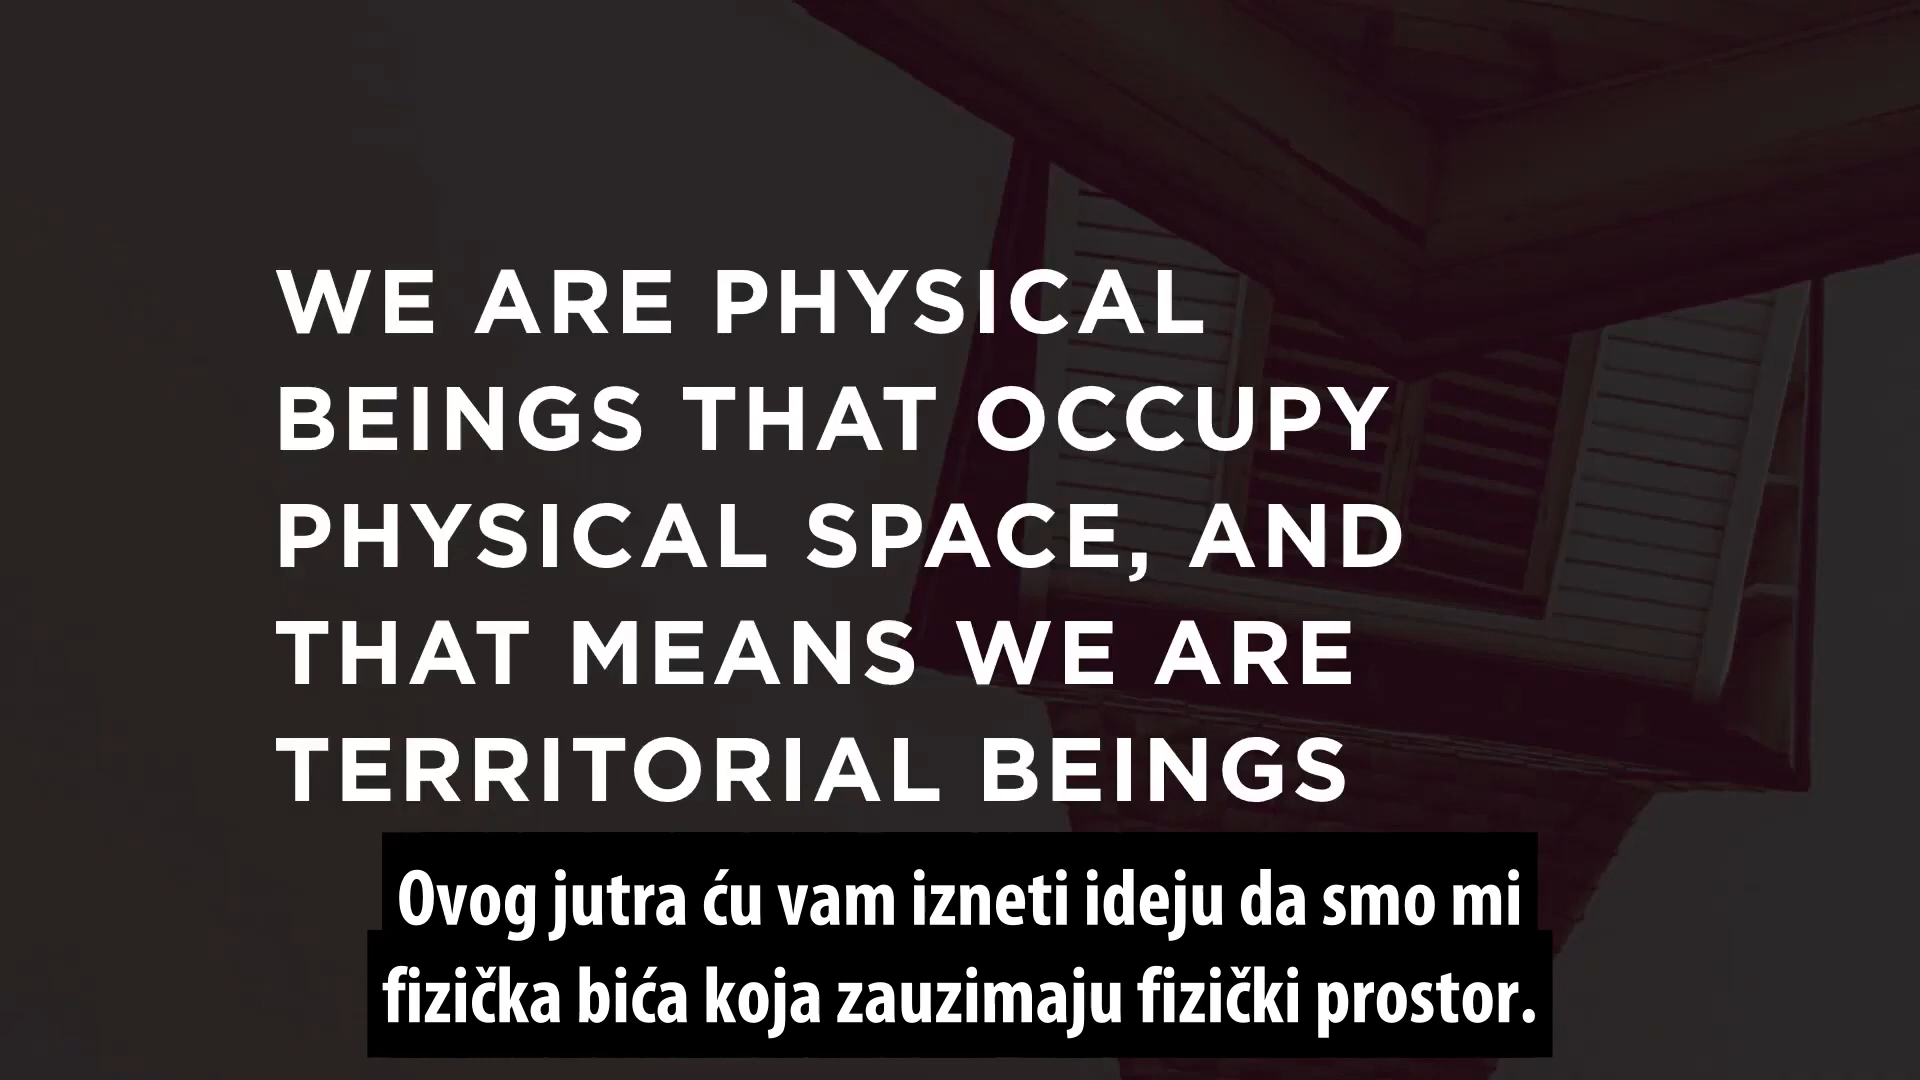 WE ARE PHYSICAL
BEINGS THAT OCCUPY
PHYSICAL SPACE, AND
THAT MEANS WE ARE
TERRITORIAL BEINGS
Ovog jutra ću vam izneti ideju da smo mi
fizička bića koja zauzimaju fizički prostor.